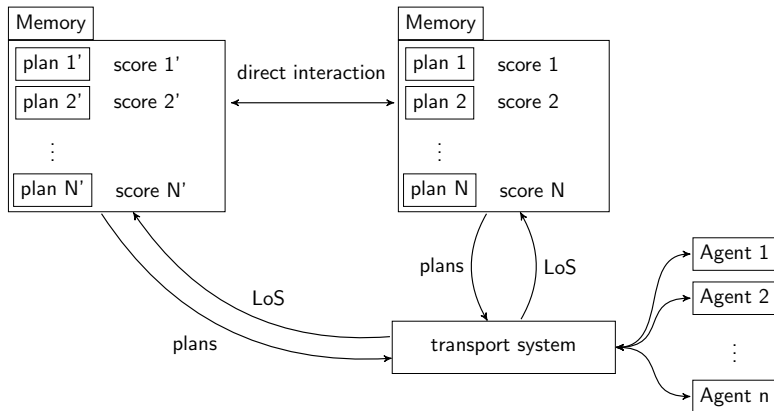 Memory
plan 1' score 1'
plan 2' score 2'
⋮
plan N' score N'
direct interaction
Memory
plan 1 score 1
plan 2 score 2
⋮
plan N score N
plans
LoS
LoS
plans
transport system
Agent 1
Agent 2
⋮
Agent n